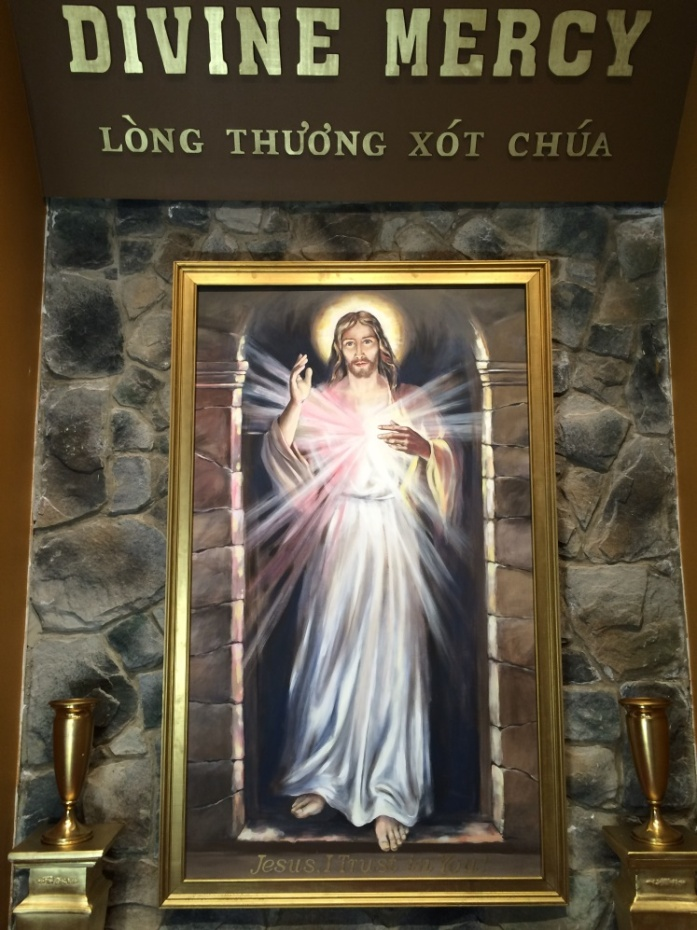 DIVINE MERCY
LÒNG THƯƠNG XÓT CHÚA
Jesus, I Trust in You